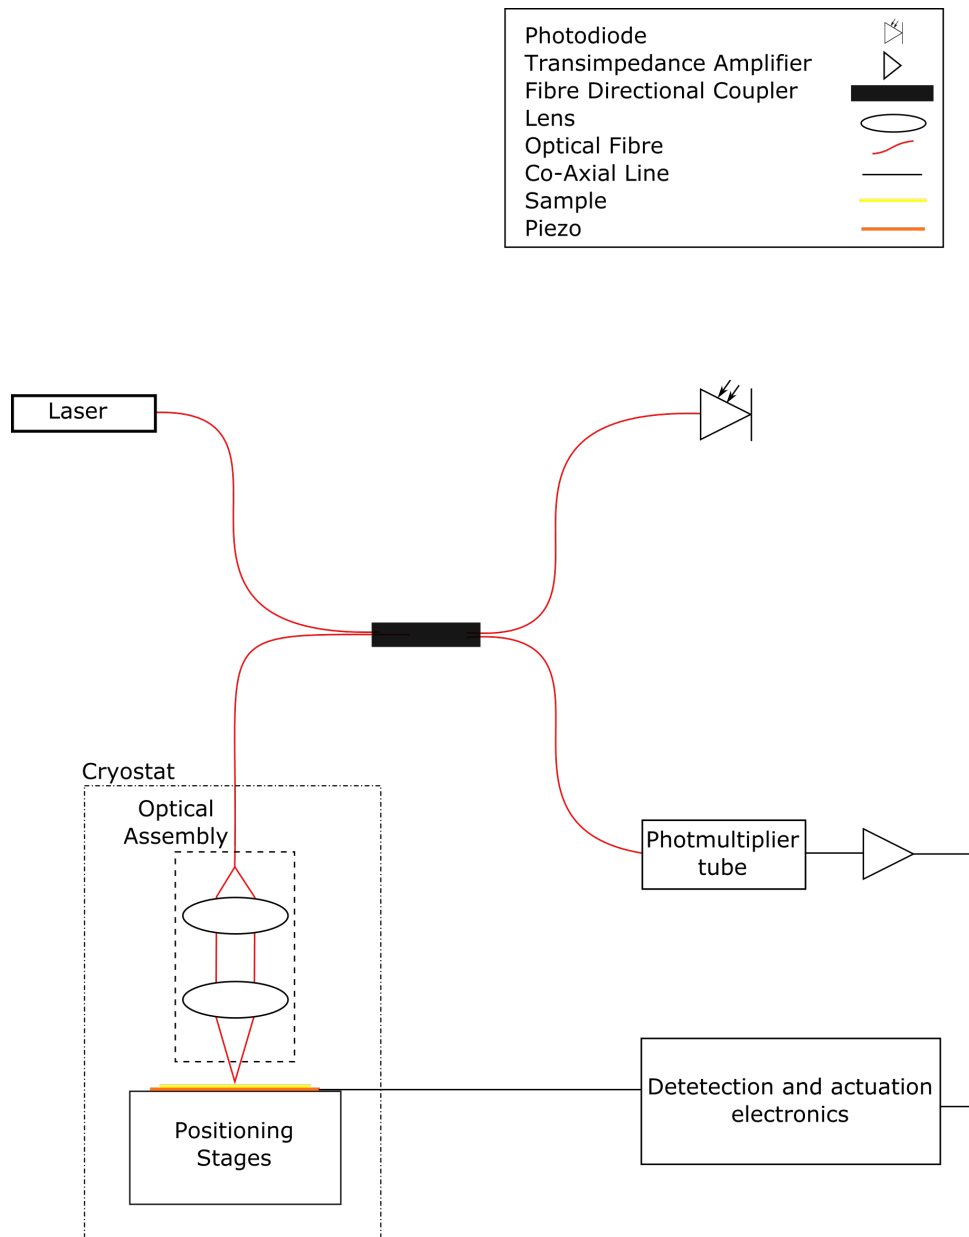 Photodiode
Transimpedance Amplifier
Fibre Directional Coupler
Lens
Optical Fibre
Co-Axial Line
Sample
Piezo
Laser
Cryostat
Optical
Assembly
Photmultiplier
tube
Detetection and actuation
electronics
Positioning
Stages